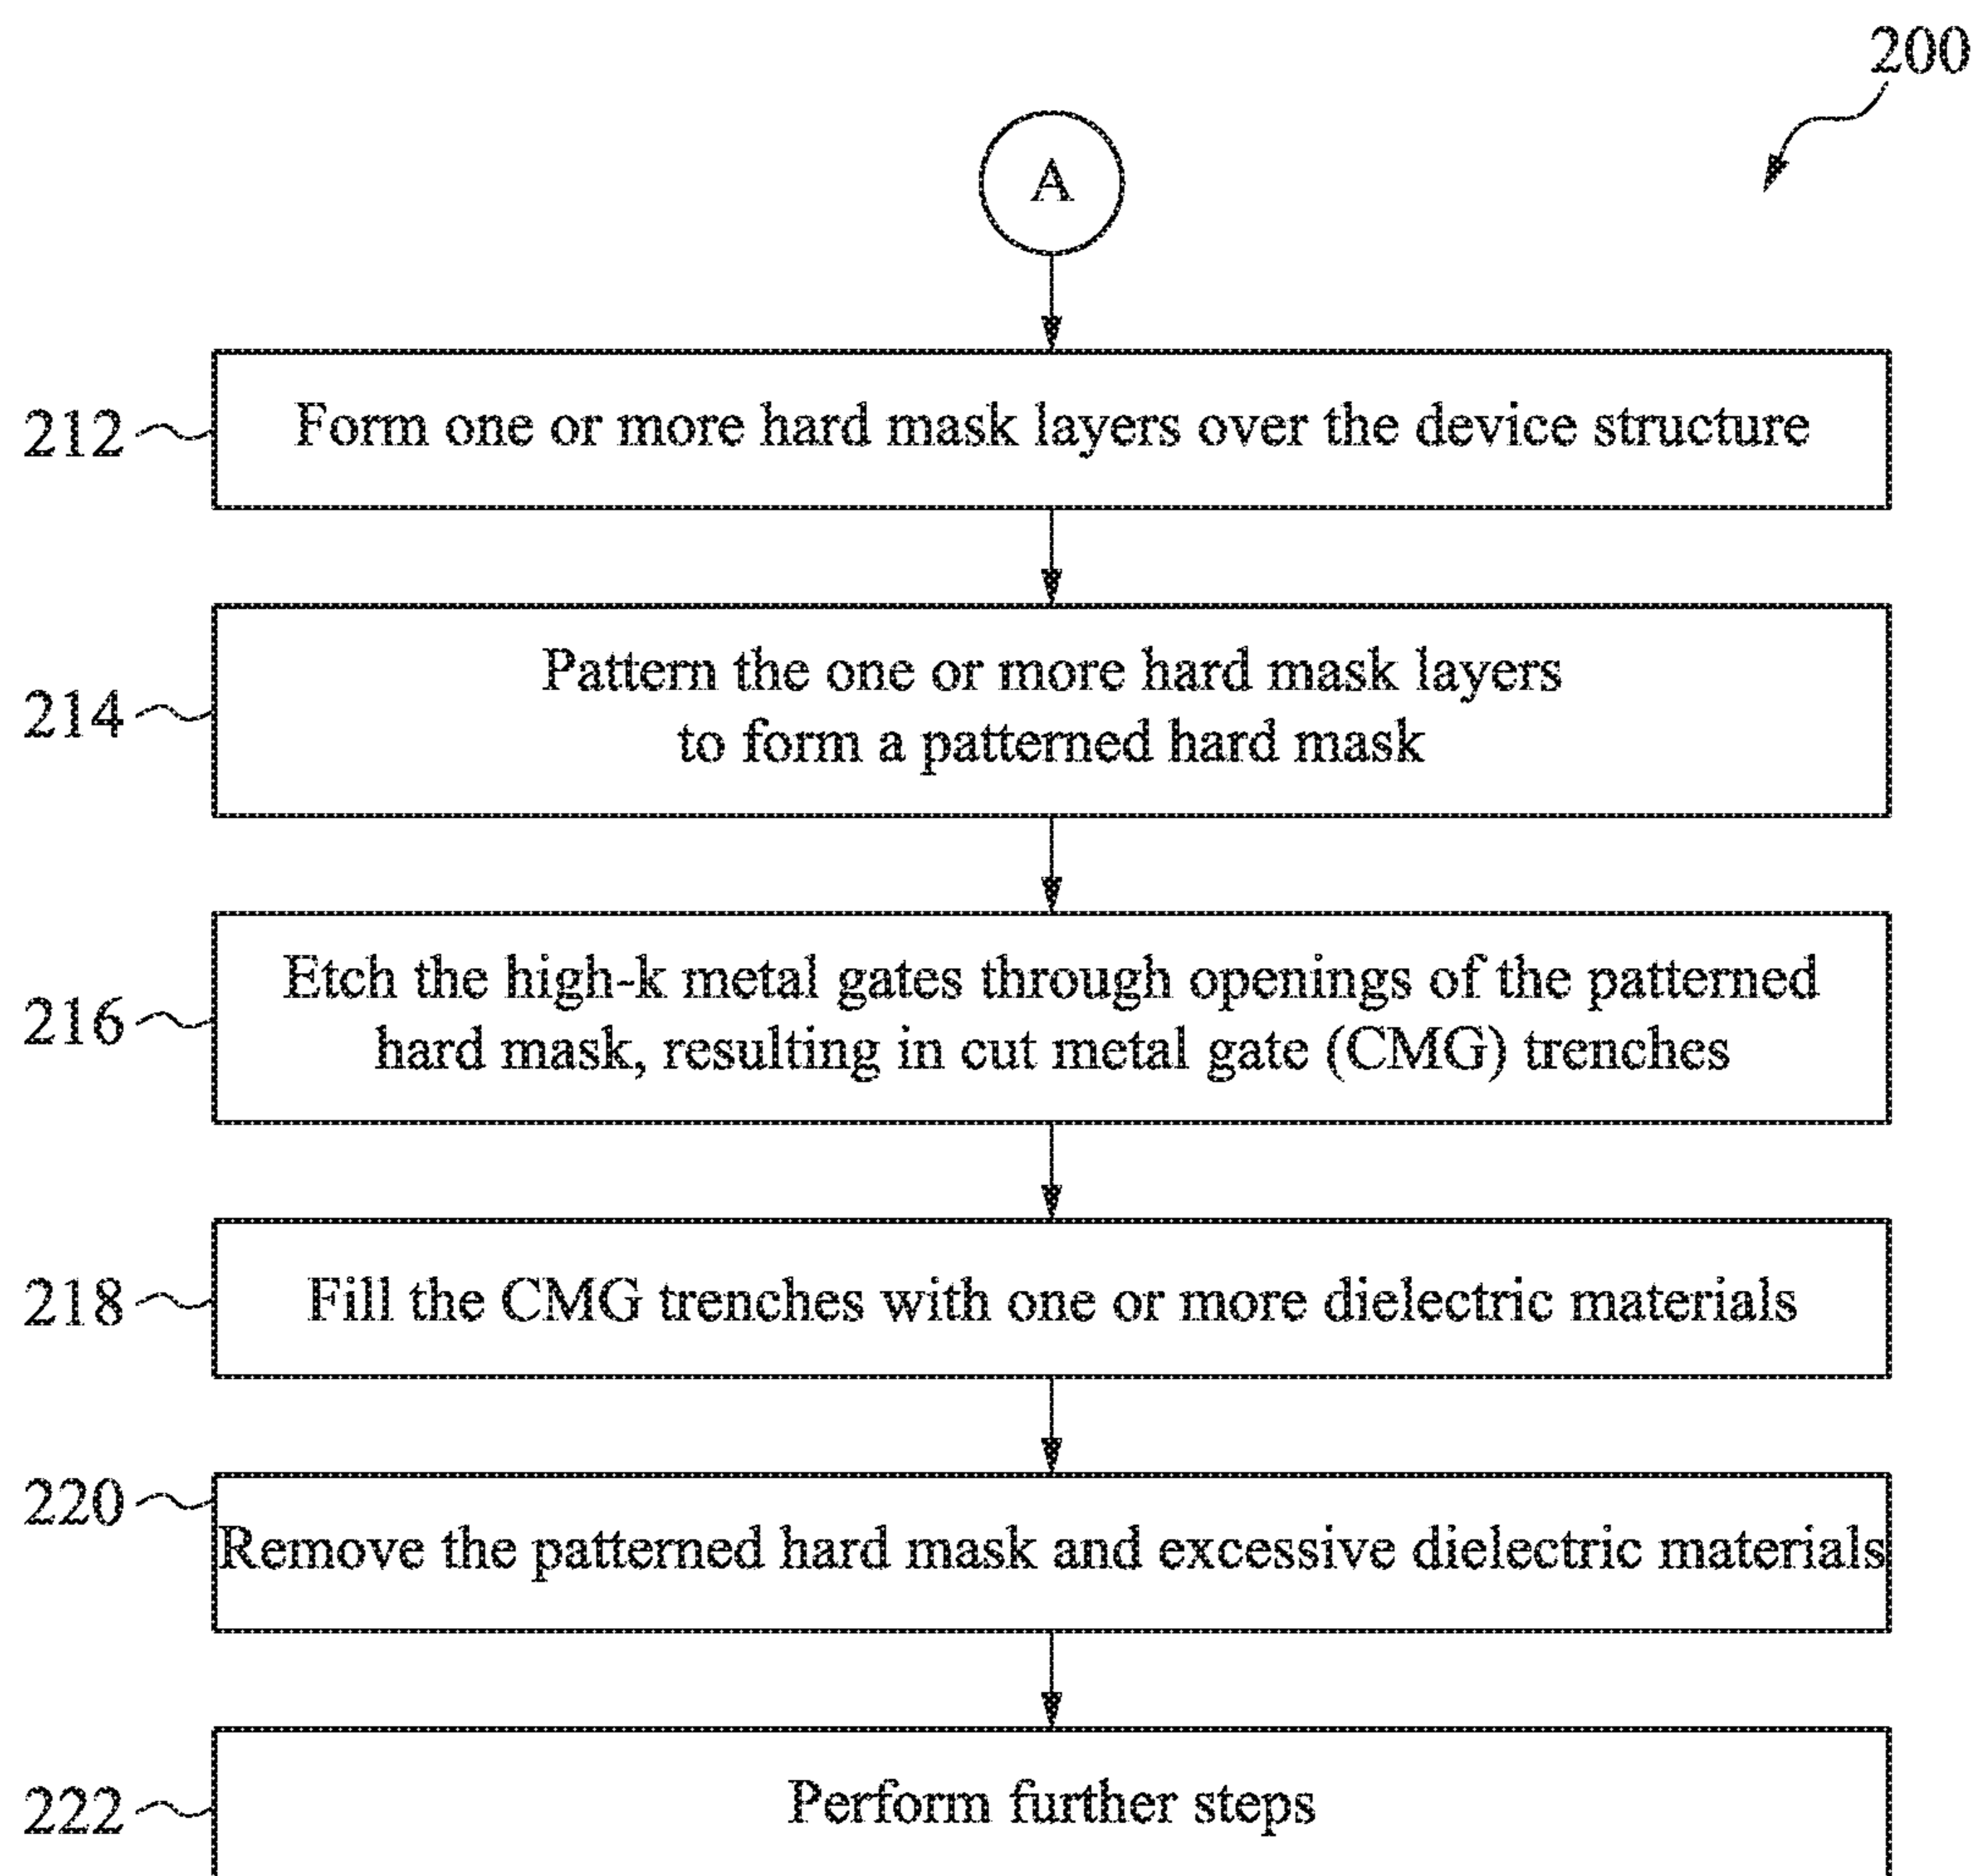 200
A
212
Form one or more hard mask layers over the device structure
214
Pattern the one or more hard mask layers
to form a patterned hard mask
216
Etch the high-k metal gates through openings of the patterned
hard mask, resulting in cut metal gate (CMG) trenches
218
Fill the CMG trenches with one or more dielectric materials
220
Remove the patterned hard mask and excessive dielectric materials
222
Perform further steps